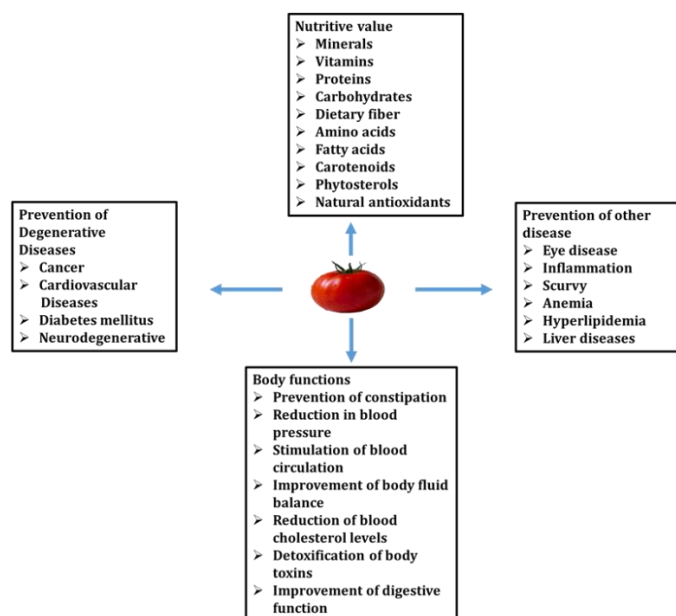 Nutritive value
➢ Minerals
➢ Vitamins
➢ Proteins
➢ Carbohydrates
➢ Dietary fiber
➢ Amino acids
➢ Fatty acids
➢ Carotenoids
➢ Phytosterols
➢ Natural antioxidants
Prevention of
Degenerative
Diseases
➢ Cancer
➢ Cardiovascular
Diseases
➢ Diabetes mellitus
➢ Neurodegenerative
Prevention of other
disease
➢ Eye disease
➢ Inflammation
➢ Scurvy
➢ Anemia
➢ Hyperlipidemia
➢ Liver diseases
Body functions
➢ Prevention of constipation
➢ Reduction in blood
pressure
➢ Stimulation of blood
circulation
➢ Improvement of body fluid
balance
➢ Reduction of blood
cholesterol levels
➢ Detoxification of body
toxins
➢ Improvement of digestive
function